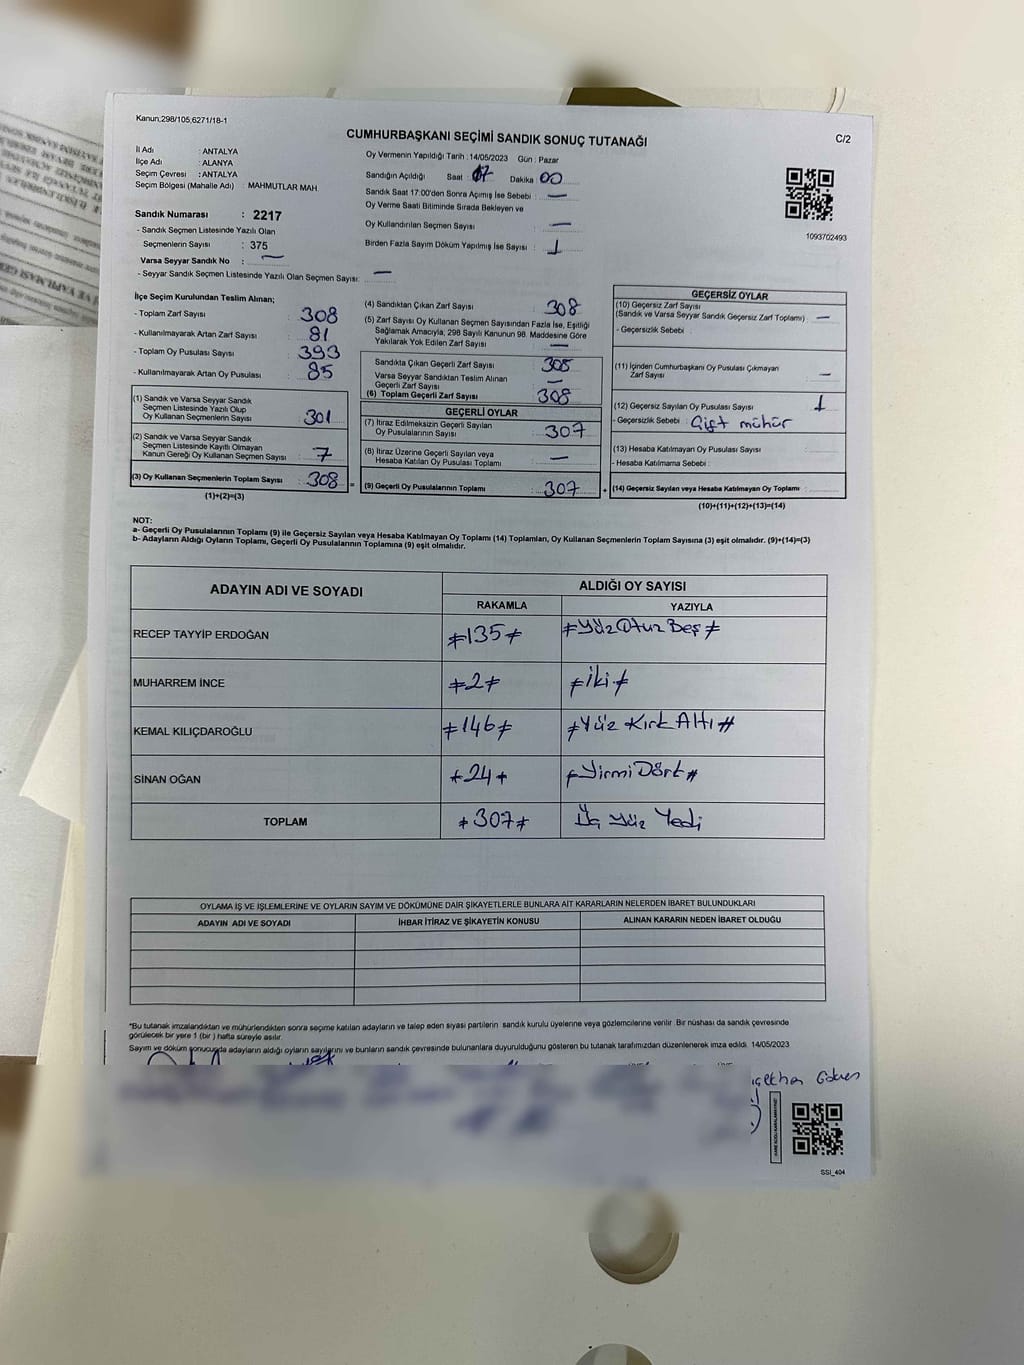 Kanun,298/105,6271/18-1
CUMHURBAŞKANI SEÇİMİ SANDIK SONUÇ TUTANAĞI
C/2
İl Adı : ANTALYA
İlçe Adı : ALANYA
Seçim Çevresi : ANTALYA
Seçim Bölgesi (Mahalle Adı) : MAHMUTLAR MAH.
Sandık Numarası : 2217
- Sandık Seçmen Listesinde Yazılı Olan
Seçmenlerin Sayısı : 375
Varsa Seyyar Sandık No : —
- Seyyar Sandık Seçmen Listesinde Yazılı Olan Seçmen Sayısı: —
Oy Vermenin Yapıldığı Tarih : 14/05/2023 Gün : Pazar
Sandığın Açıldığı Saat : 17 Dakika : 00
Sandık Saat 17:00'den Sonra Açımış İse Sebebi : —
Oy Verme Saati Bitiminde Sırada Bekleyen ve
Oy Kullandırılan Seçmen Sayısı : —
Birden Fazla Sayım Döküm Yapılmış İse Sayısı : 1
1093702493
İlçe Seçim Kurulundan Teslim Alınan;
- Toplam Zarf Sayısı : 308
- Kullanılmayarak Artan Zarf Sayısı : 81
- Toplam Oy Pusulası Sayısı : 393
- Kullanılmayarak Artan Oy Pusulası : 85
(1) Sandık ve Varsa Seyyar Sandık
Seçmen Listesinde Yazılı Olup
Oy Kullanan Seçmenlerin Sayısı : 301
(2) Sandık ve Varsa Seyyar Sandık
Seçmen Listesinde Kayıtlı Olmayan
Kanun Gereği Oy Kullanan Seçmen Sayısı : 7
(3) Oy Kullanan Seçmenlerin Toplam Sayısı : 308
(1)+(2)=(3)
(4) Sandıktan Çıkan Zarf Sayısı : 308
(5) Zarf Sayısı Oy Kullanan Seçmen Sayısından Fazla İse, Eşitliği
Sağlamak Amacıyla, 298 Sayılı Kanunun 98. Maddesine Göre
Yakılarak Yok Edilen Zarf Sayısı : —
Sandıkta Çıkan Geçerli Zarf Sayısı : 308
Varsa Seyyar Sandıktan Teslim Alınan
Geçerli Zarf Sayısı : —
(6) Toplam Geçerli Zarf Sayısı : 308
GEÇERLİ OYLAR
(7) İtiraz Edilmeksizin Geçerli Sayılan
Oy Pusulalarının Sayısı : 307
(8) İtiraz Üzerine Geçerli Sayılan veya
Hesaba Katılan Oy Pusulası Toplamı : —
(9) Geçerli Oy Pusulalarının Toplamı : 307
GEÇERSİZ OYLAR
(10) Geçersiz Zarf Sayısı
(Sandık ve Varsa Seyyar Sandık Geçersiz Zarf Toplamı) : —
- Geçersizlik Sebebi :
(11) İçinden Cumhurbaşkanı Oy Pusulası Çıkmayan
Zarf Sayısı : —
(12) Geçersiz Sayılan Oy Pusulası Sayısı : 1
- Geçersizlik Sebebi : Çift mühür
(13) Hesaba Katılmayan Oy Pusulası Sayısı :
- Hesaba Katılmama Sebebi :
(14) Geçersiz Sayılan veya Hesaba Katılmayan Oy Toplamı :
(10)+(11)+(12)+(13)=(14)
NOT:
a- Geçerli Oy Pusulalarının Toplamı (9) ile Geçersiz Sayılan veya Hesaba Katılmayan Oy Toplamı (14) Toplamları, Oy Kullanan Seçmenlerin Toplam Sayısına (3) eşit olmalıdır. (9)+(14)=(3)
b- Adayların Aldığı Oyların Toplamı, Geçerli Oy Pusulalarının Toplamına (9) eşit olmalıdır.
ADAYIN ADI VE SOYADI ALDIĞI OY SAYISI
RAKAMLA YAZIYLA
RECEP TAYYİP ERDOĞAN ≠135≠ ≠Yüz Otuz Beş≠
MUHARREM İNCE ≠2≠ ≠İki≠
KEMAL KILIÇDAROĞLU ≠146≠ ≠Yüz Kırk Altı#
SİNAN OĞAN +24+ ≠Yirmi Dört#
TOPLAM ≠307≠ Üç Yüz Yedi
OYLAMA İŞ VE İŞLEMLERİNE VE OYLARIN SAYIM VE DÖKÜMÜNE DAİR ŞİKAYETLERLE BUNLARA AİT KARARLARIN NELERDEN İBARET BULUNDUKLARI
ADAYIN ADI VE SOYADI İHBAR İTİRAZ VE ŞİKAYETİN KONUSU ALINAN KARARIN NEDEN İBARET OLDUĞU
*Bu tutanak imzalandıktan ve mühürlendikten sonra seçime katılan adayların ve talep eden siyasi partilerin sandık kurulu üyelerine veya gözlemcilerine verilir. Bir nüshası da sandık çevresinde
görülecek bir yere 1 (bir) hafta süreyle asılır.
Sayım ve döküm sonucunda adayların aldığı oyların sayılarını ve bunların sandık çevresinde bulunanlara duyurulduğunu gösteren bu tutanak tarafımızdan düzenlenerek imza edildi. 14/05/2023
SSI_404